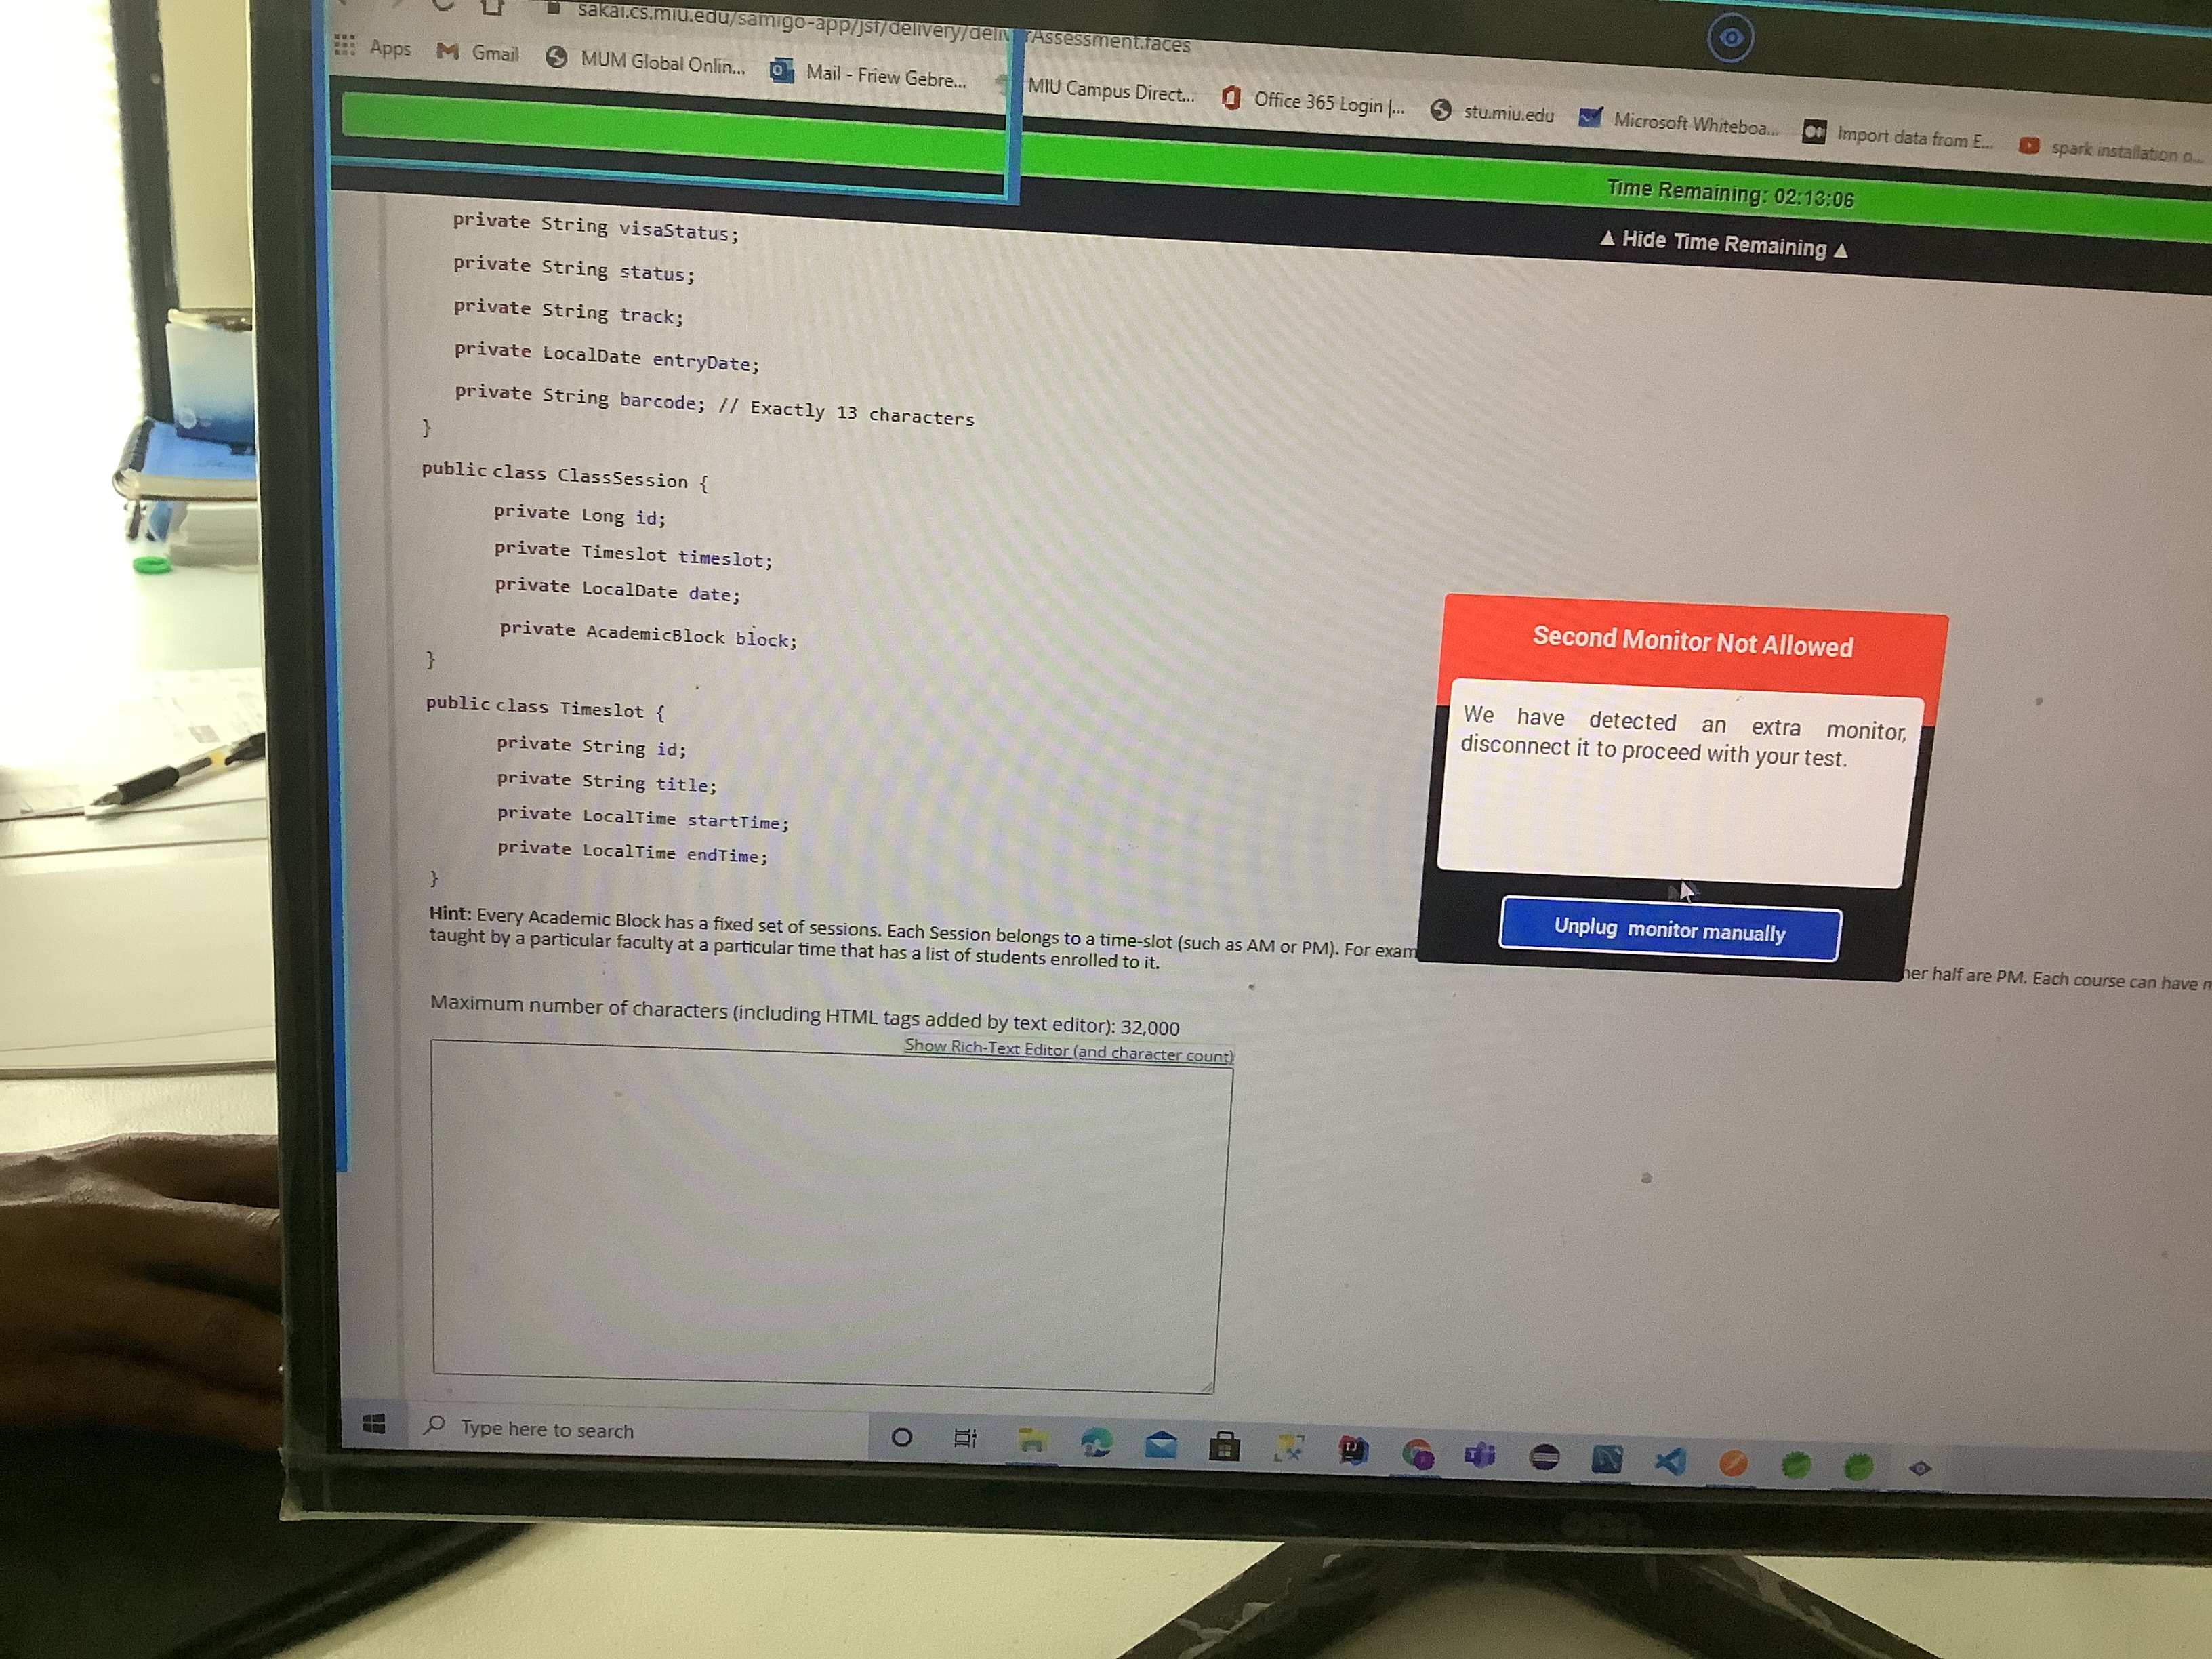 sakai.cs.miu.edu/samigo-app/jsf/delivery/deliv rAssessment.faces
Apps Gmail MUM Global Onlin... Mail - Friew Gebre... MIU Campus Direct... Office 365 Login |... stu.miu.edu Microsoft Whiteboa... Import data from E... spark installation o...
Time Remaining: 02:13:06
▲ Hide Time Remaining ▲
private String visaStatus;
private String status;
private String track;
private LocalDate entryDate;
private String barcode; // Exactly 13 characters
}
public class ClassSession {
private Long id;
private Timeslot timeslot;
private LocalDate date;
private AcademicBlock block;
}
public class Timeslot {
private String id;
private String title;
private LocalTime startTime;
private LocalTime endTime;
}
Second Monitor Not Allowed
We have detected an extra monitor,
disconnect it to proceed with your test.
Unplug monitor manually
Hint: Every Academic Block has a fixed set of sessions. Each Session belongs to a time-slot (such as AM or PM). For exam her half are PM. Each course can have
taught by a particular faculty at a particular time that has a list of students enrolled to it.
Maximum number of characters (including HTML tags added by text editor): 32,000
Show Rich-Text Editor (and character count)
Type here to search